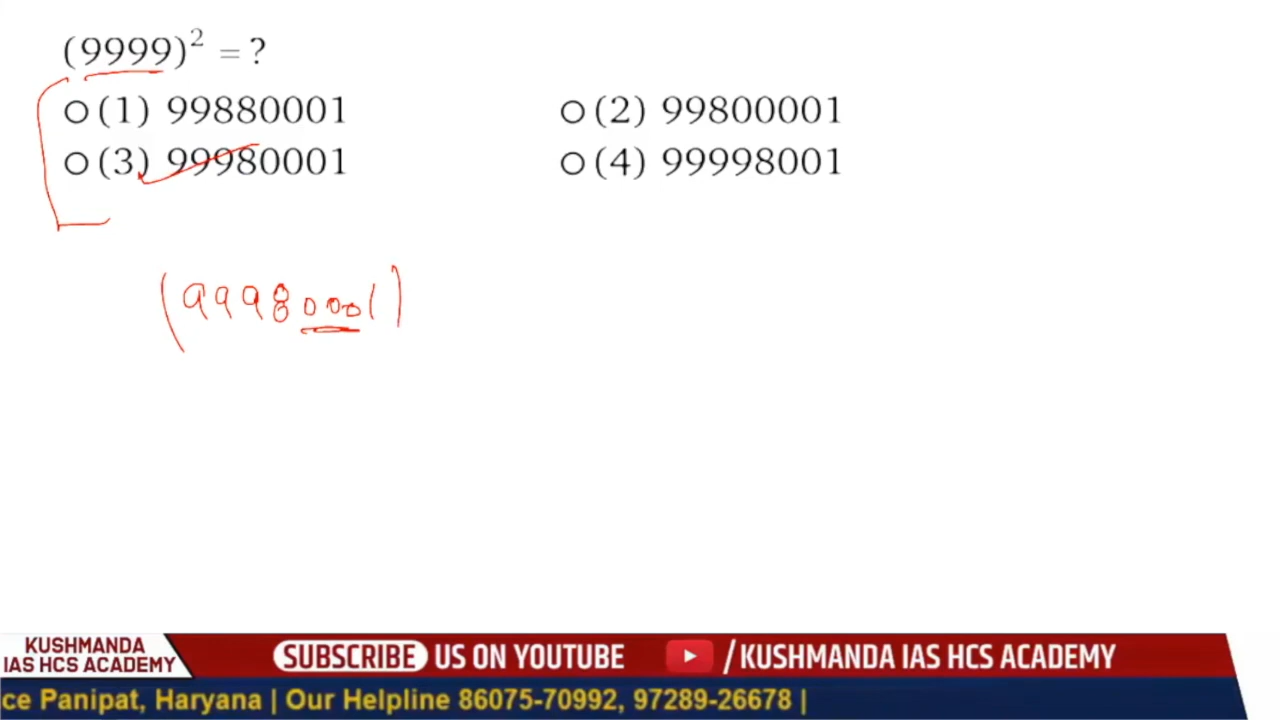 (9999)² = ?
(1) 99880001 (2) 99800001
(3) 99980001 (4) 99998001
(99980001)
KUSHMANDA
IAS HCS ACADEMY
SUBSCRIBE US ON YOUTUBE /KUSHMANDA IAS HCS ACADEMY
ce Panipat, Haryana | Our Helpline 86075-70992, 97289-26678 |